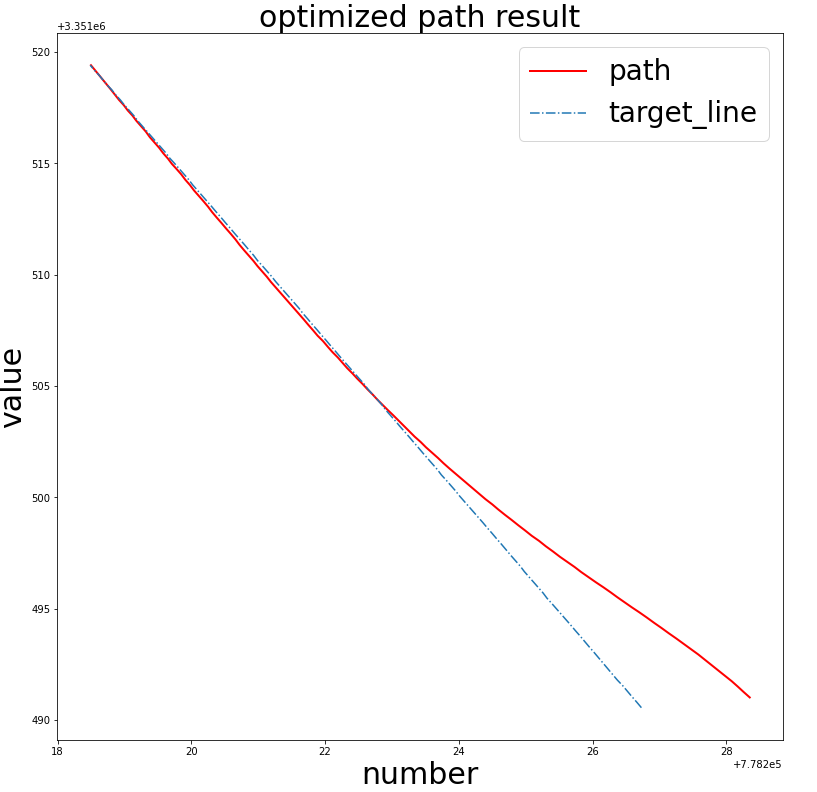 optimized path result
+3.351e6
520
515
510
505
500
495
490
value
path
target_line
18
20
22
24
26
28
+7.782e5
number